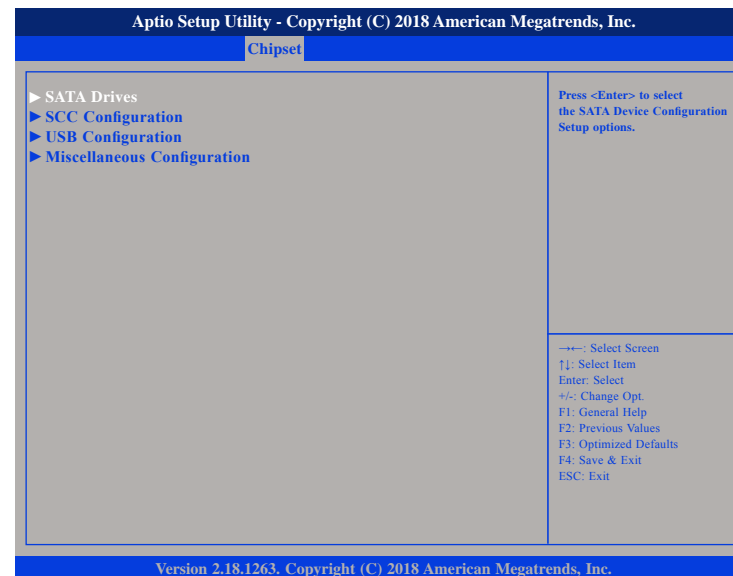 Aptio Setup Utility - Copyright (C) 2018 American Megatrends, Inc.
Chipset
► SATA Drives
► SCC Configuration
► USB Configuration
► Miscellaneous Configuration
Press <Enter> to select
the SATA Device Configuration
Setup options.
→←: Select Screen
↑↓: Select Item
Enter: Select
+/-: Change Opt.
F1: General Help
F2: Previous Values
F3: Optimized Defaults
F4: Save & Exit
ESC: Exit
Version 2.18.1263. Copyright (C) 2018 American Megatrends, Inc.